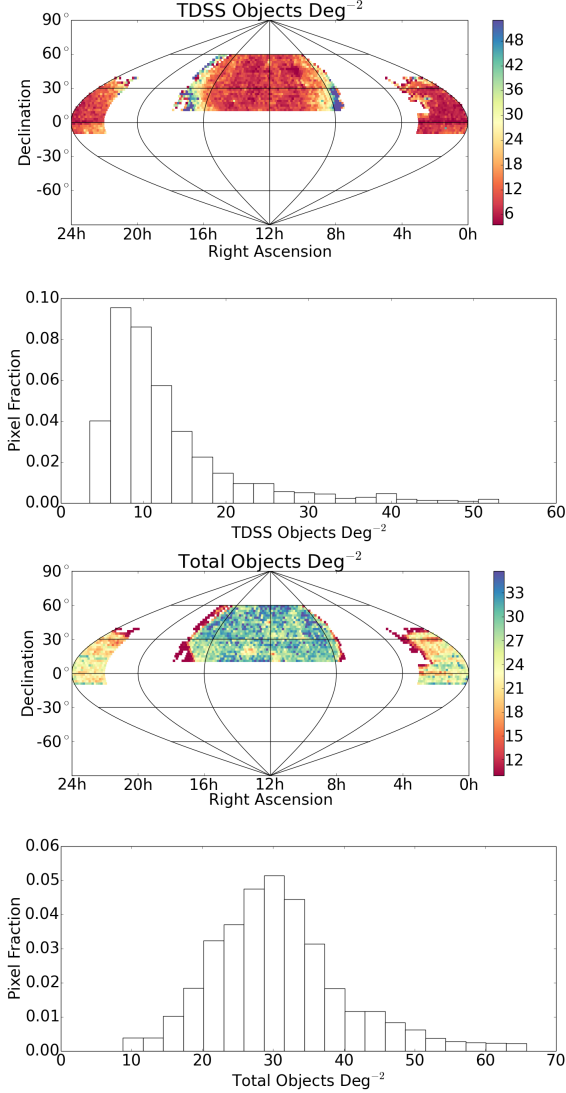 TDSS Objects Deg⁻²
90°
60°
30°
0°
-30°
-60°
Declination
24h 20h 16h 12h 8h 4h 0h
Right Ascension
48
42
36
30
24
18
12
6
0.10
0.08
0.06
0.04
0.02
0.00
Pixel Fraction
0 10 20 30 40 50 60
TDSS Objects Deg⁻²
Total Objects Deg⁻²
90°
60°
30°
0°
-30°
-60°
Declination
24h 20h 16h 12h 8h 4h 0h
Right Ascension
33
30
27
24
21
18
15
12
0.06
0.05
0.04
0.03
0.02
0.01
0.00
Pixel Fraction
0 10 20 30 40 50 60 70
Total Objects Deg⁻²